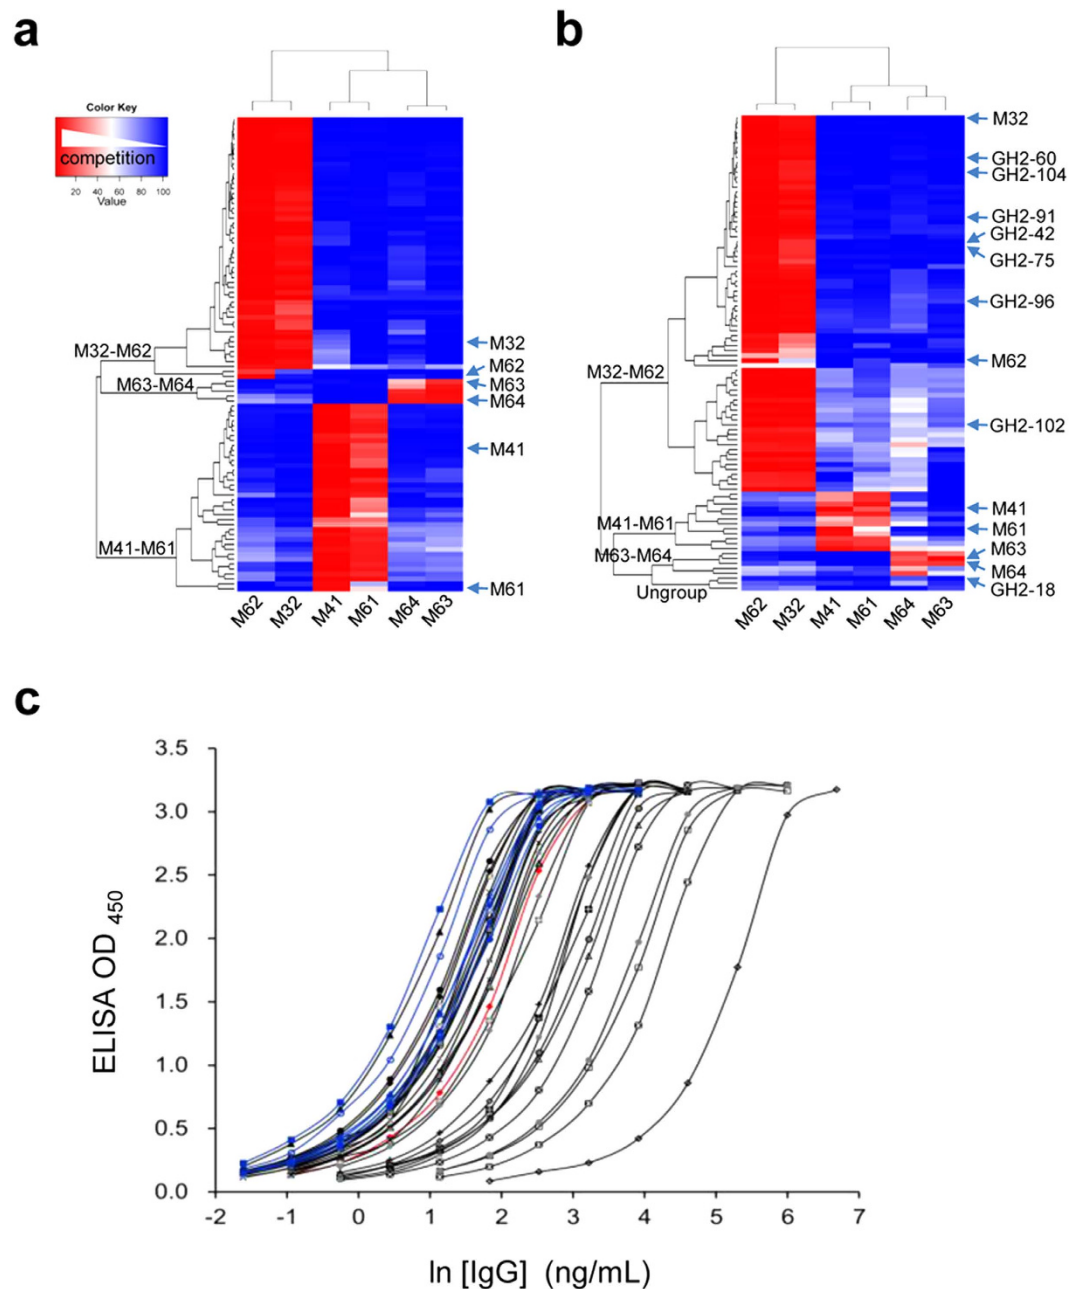 a
b
Color Key
competition
20 40 60 80 100
Value
M32-M62
M63-M64
M41-M61
M32
M62
M63
M64
M41
M61
M62 M32 M41 M61 M64 M63
M32-M62
M41-M61
M63-M64
Ungroup
M32
GH2-60
GH2-104
GH2-91
GH2-42
GH2-75
GH2-96
M62
GH2-102
M41
M61
M63
M64
GH2-18
M62 M32 M41 M61 M64 M63
c
3.5
3.0
2.5
2.0
1.5
1.0
0.5
0.0
ELISA OD 450
-2 -1 0 1 2 3 4 5 6 7
ln [IgG] (ng/mL)